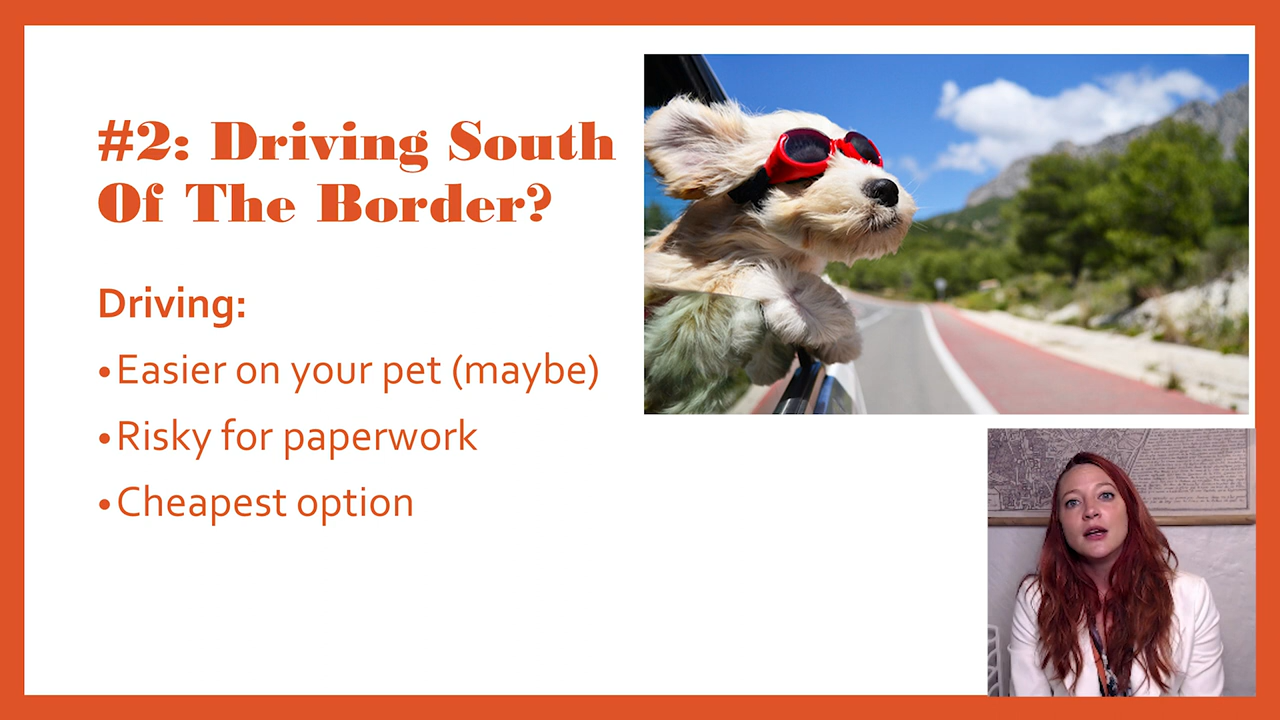 #2: Driving South
Of The Border?
Driving:
•Easier on your pet (maybe)
•Risky for paperwork
•Cheapest option